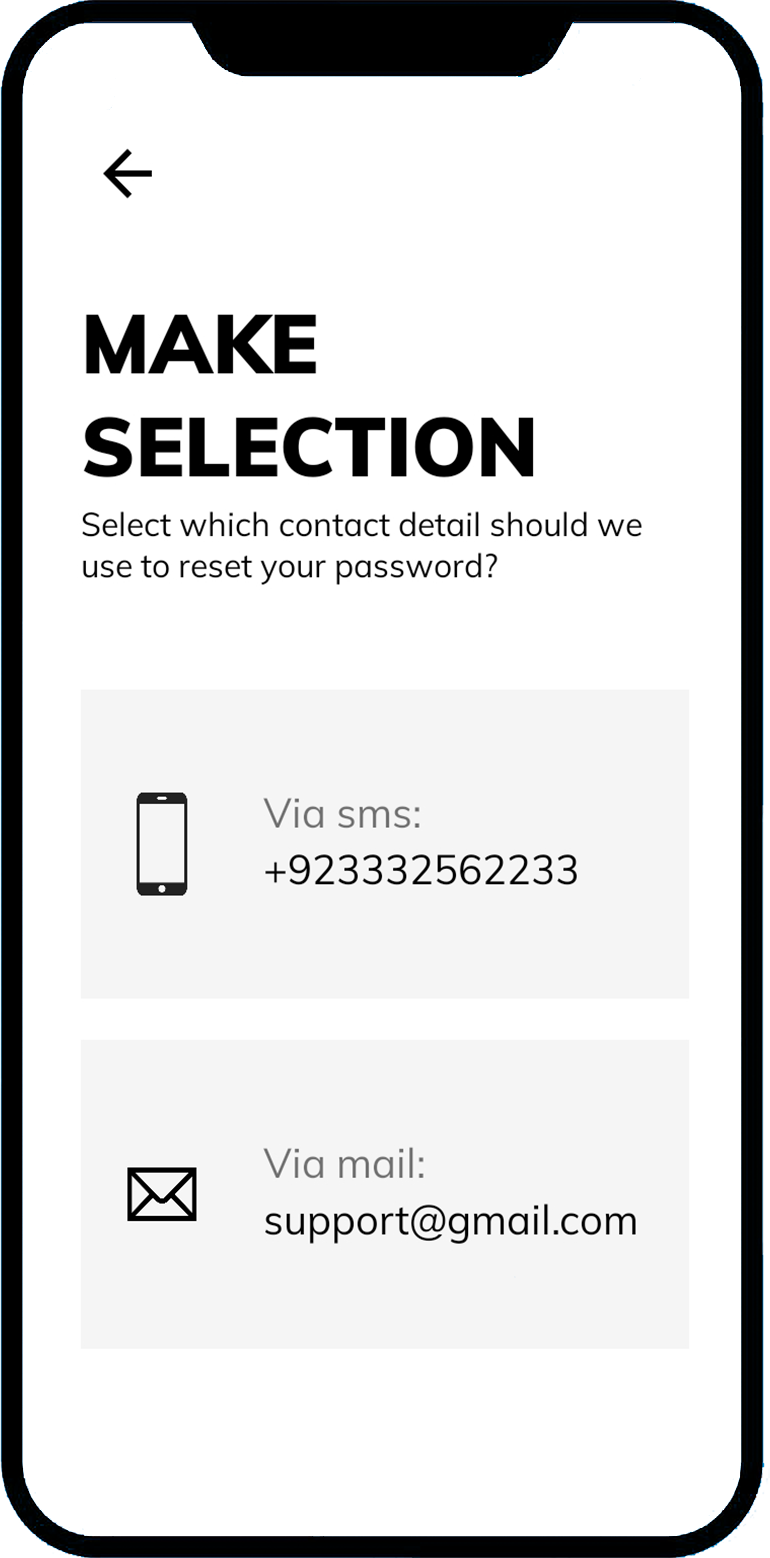 MAKE
SELECTION
Select which contact detail should we
use to reset your password?
Via sms:
+923332562233
Via mail:
support@gmail.com